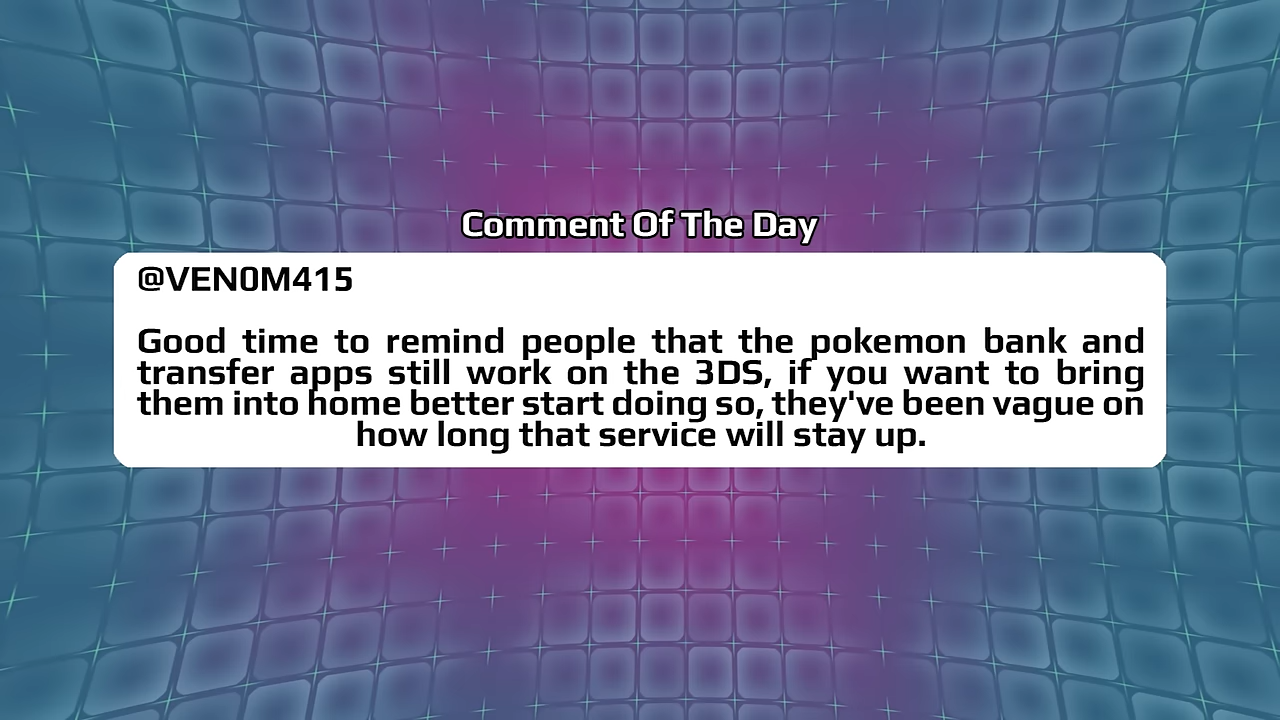 Comment Of The Day
@VEN0M415
Good time to remind people that the pokemon bank and
transfer apps still work on the 3DS, if you want to bring
them into home better start doing so, they've been vague on
how long that service will stay up.